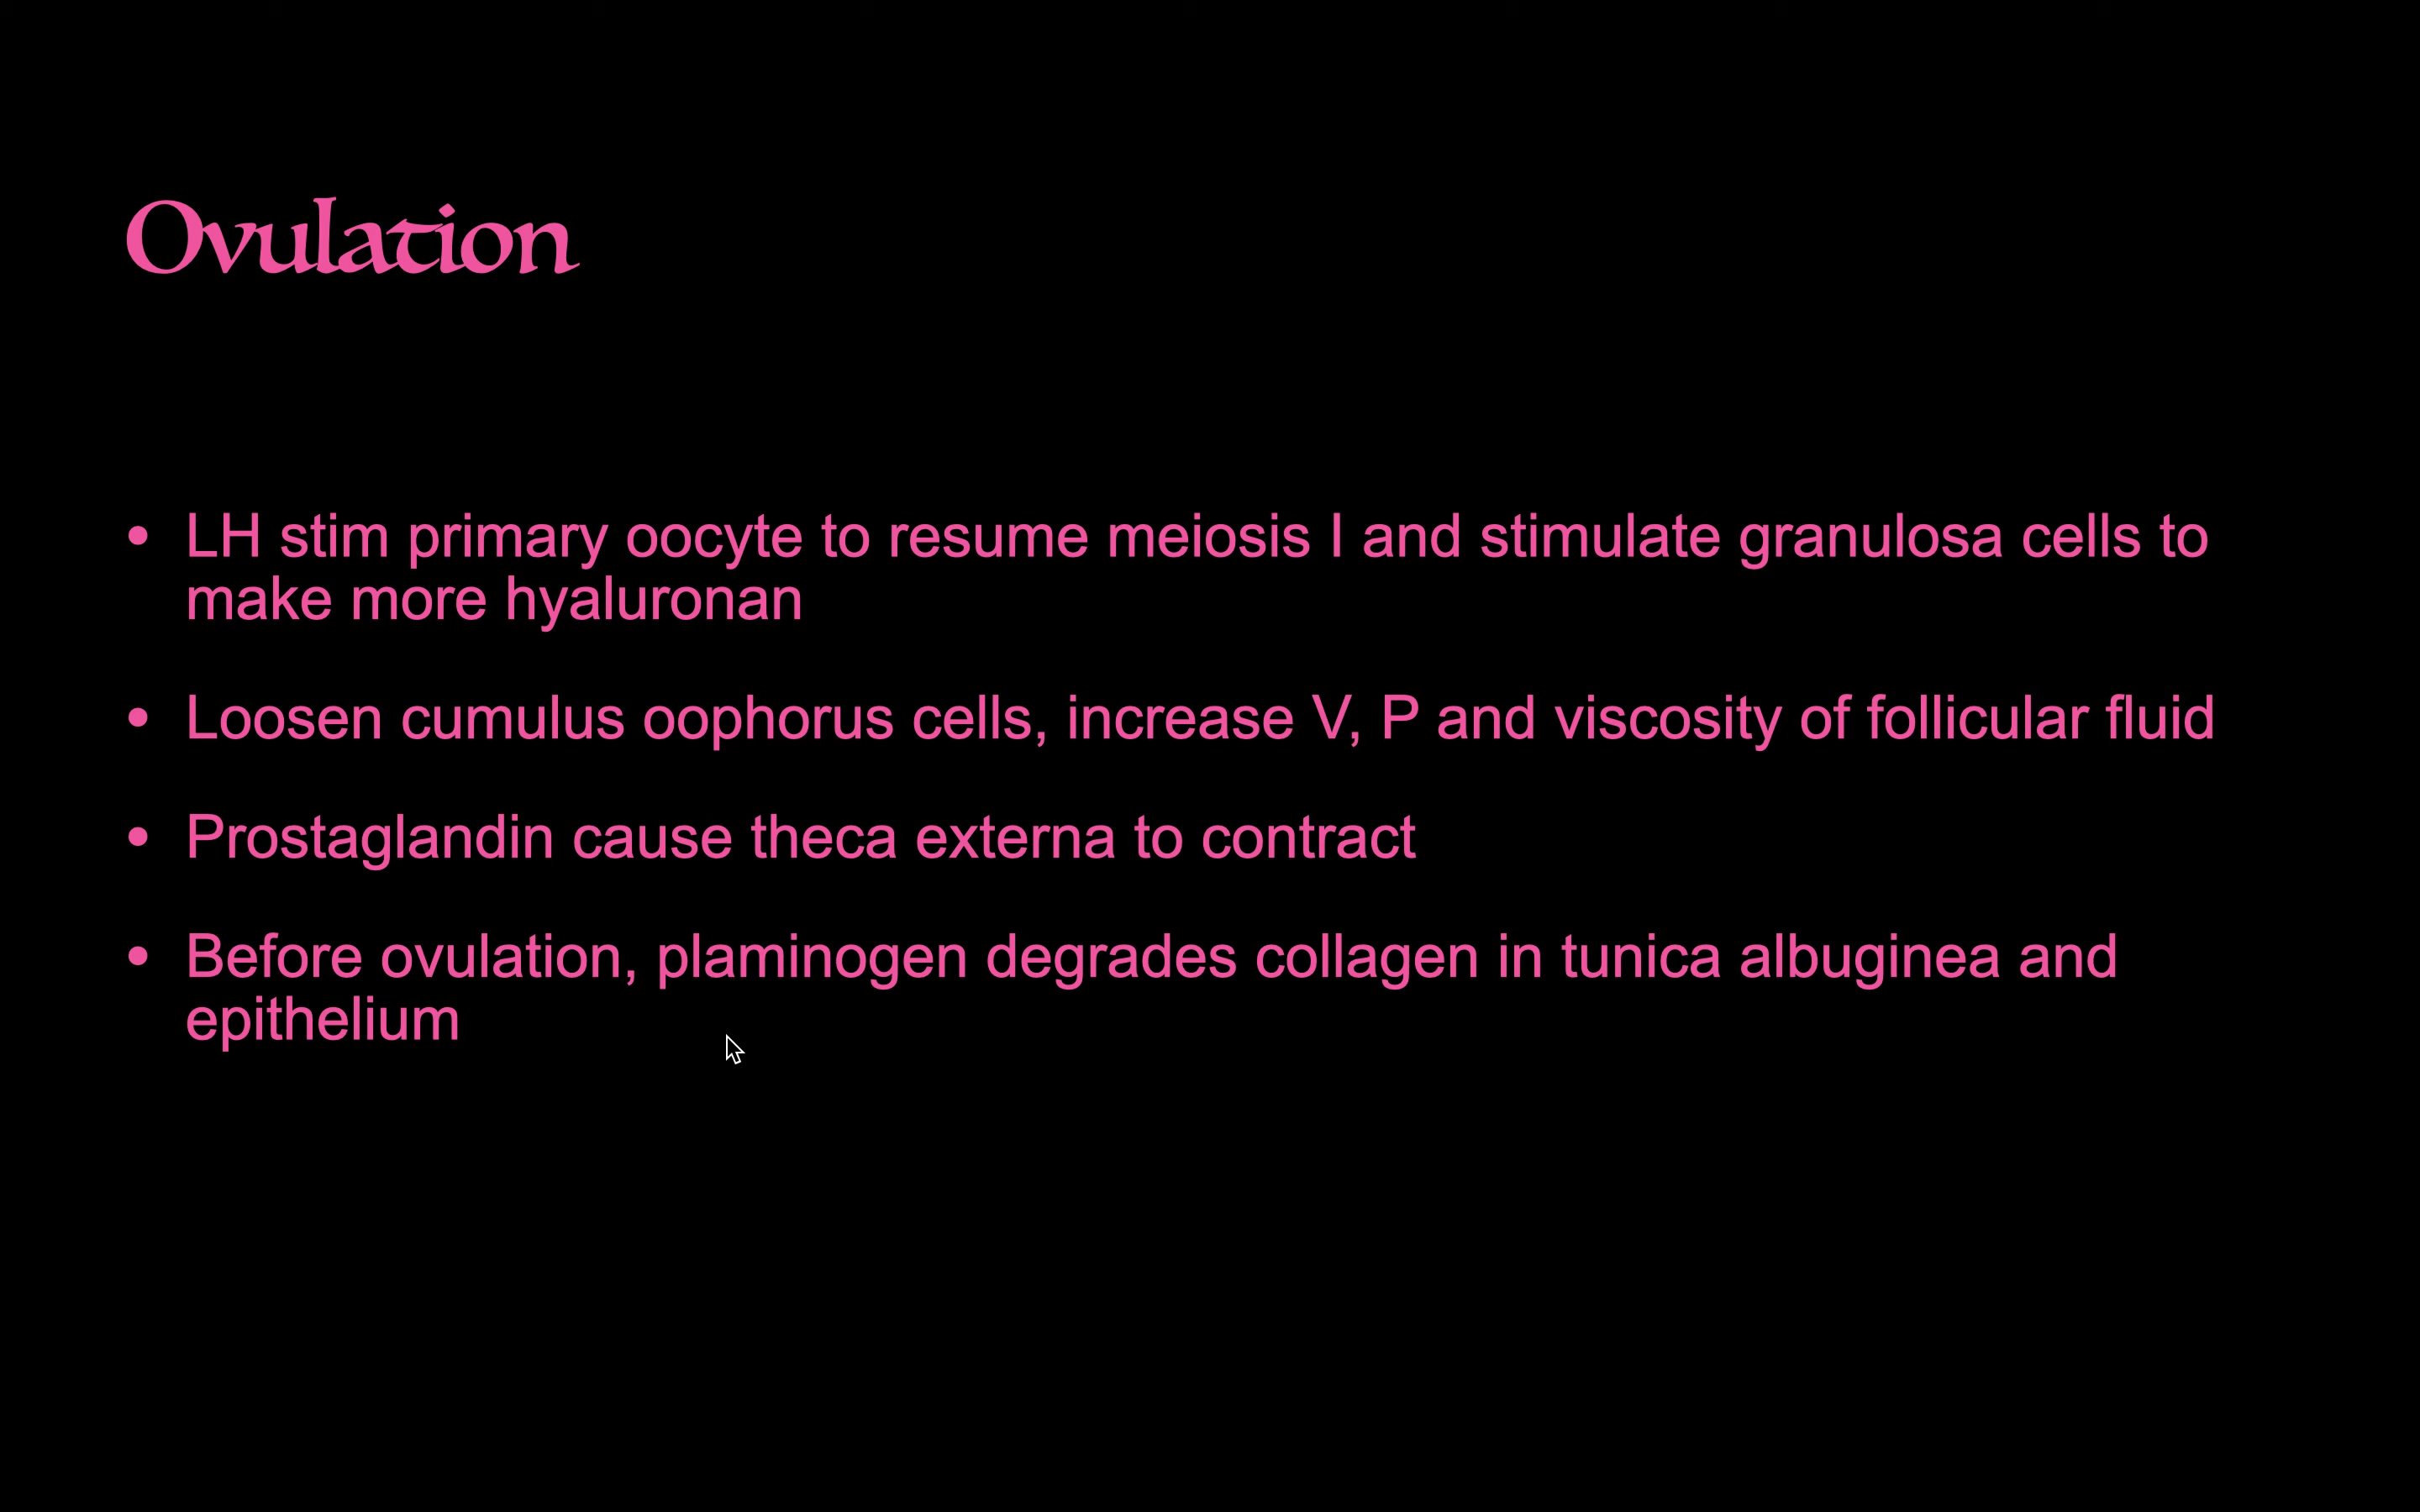 Ovulation
• LH stim primary oocyte to resume meiosis I and stimulate granulosa cells to
make more hyaluronan
• Loosen cumulus oophorus cells, increase V, P and viscosity of follicular fluid
• Prostaglandin cause theca externa to contract
• Before ovulation, plaminogen degrades collagen in tunica albuginea and
epithelium